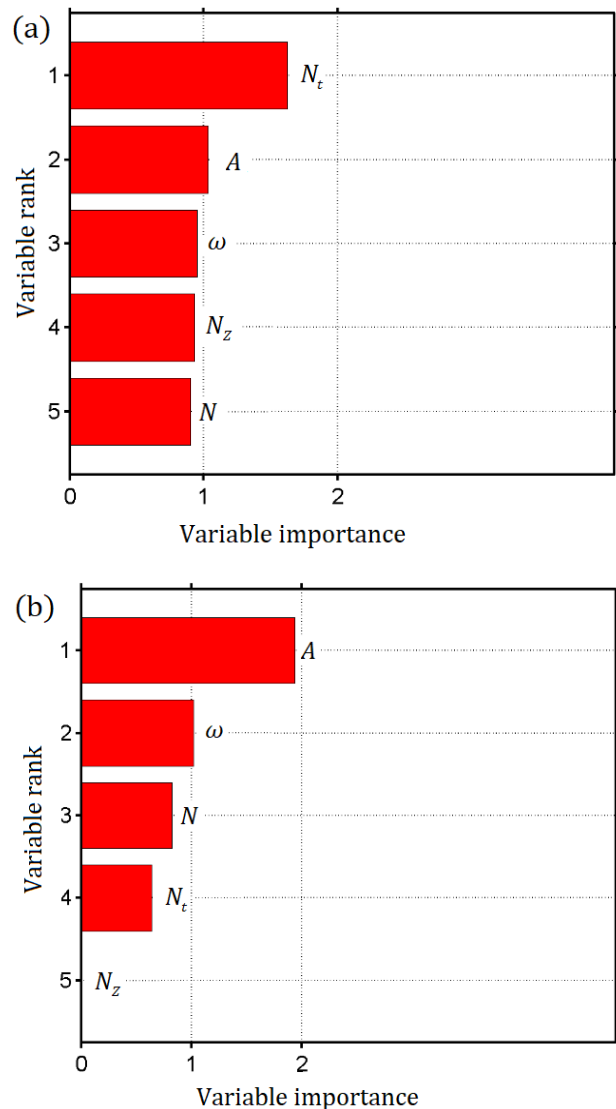 (a)
Variable rank
1
N_t
2
A
3
ω
4
N_Z
5
N
0 1 2
Variable importance
(b)
Variable rank
1
A
2
ω
3
N
4
N_t
5
N_Z
0 1 2
Variable importance